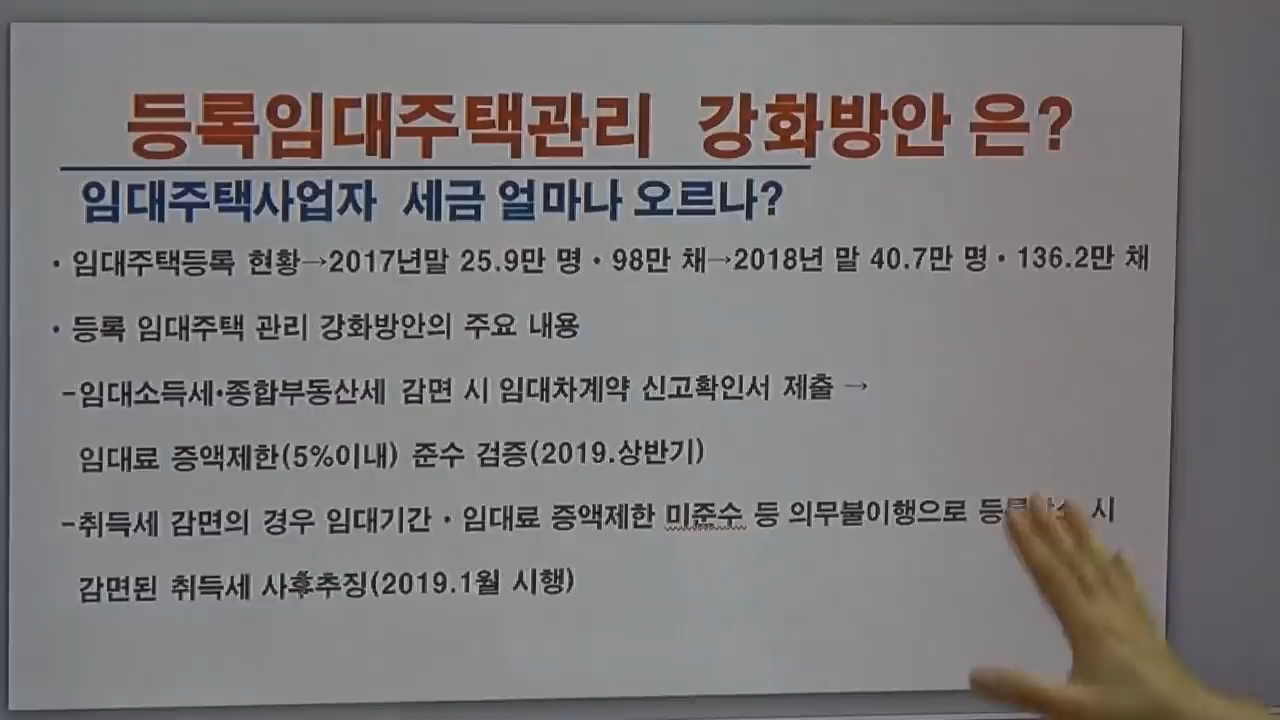 등록임대주택관리 강화방안 은?
임대주택사업자 세금 얼마나 오르나?
• 임대주택등록 현황→2017년말 25.9만 명·98만 채→2018년 말 40.7만 명·136.2만 채
• 등록 임대주택 관리 강화방안의 주요 내용
-임대소득세·종합부동산세 감면 시 임대차계약 신고확인서 제출 →
임대료 증액제한(5%이내) 준수 검증(2019.상반기)
-취득세 감면의 경우 임대기간·임대료 증액제한 미준수 등 의무불이행으로 시
감면된 취득세 사후추징(2019.1월 시행)